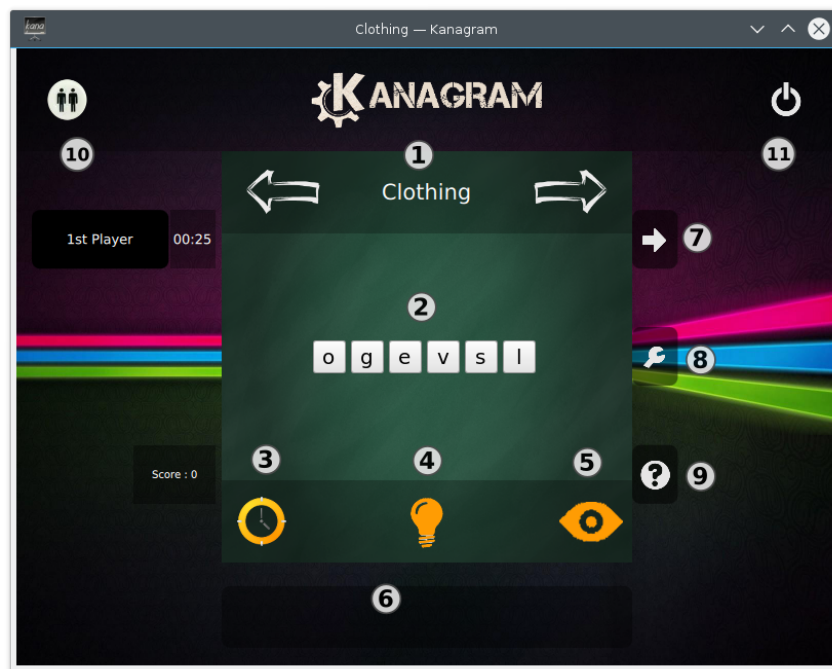 kana
Clothing — Kanagram
KANAGRAM
10
1
11
Clothing
1st Player
00:25
7
2
o g e v s l
8
3
4
5
Score : 0
?
9
6